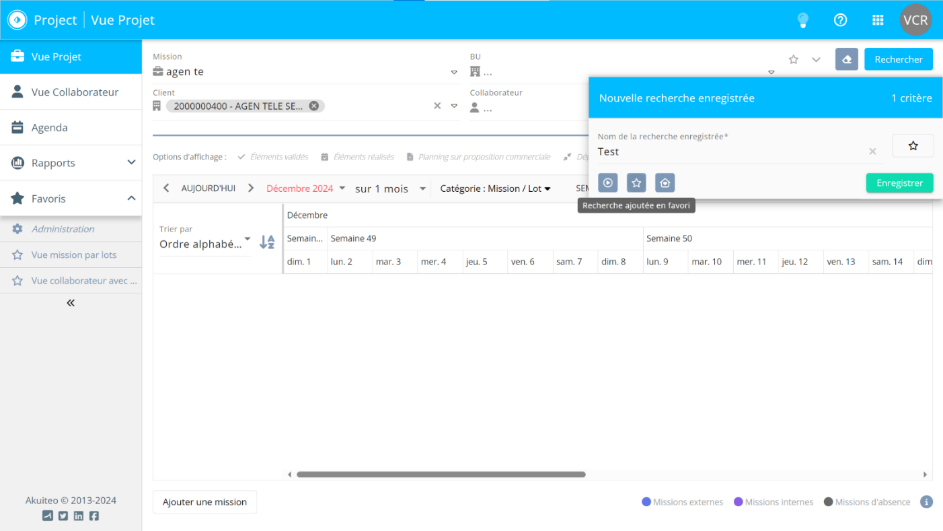 Project | Vue Projet
VCR
Vue Projet
Vue Collaborateur
Agenda
Rapports
Favoris
Administration
Vue mission par lots
Vue collaborateur avec ...
«
Akuiteo © 2013-2024
Mission
agen te
BU
...
Rechercher
Client
2000000400 - AGEN TELE SE...
Collaborateur
...
Nouvelle recherche enregistrée
1 critère
Nom de la recherche enregistrée*
Test
Enregistrer
Recherche ajoutée en favori
Options d'affichage :
Éléments validés
Éléments réalisés
Planning sur proposition commerciale
AUJOURD'HUI
Décembre 2024
sur 1 mois
Catégorie : Mission / Lot
Trier par
Ordre alphabé...
Décembre
Semain...
Semaine 49
Semaine 50
dim. 1
lun. 2
mar. 3
mer. 4
jeu. 5
ven. 6
sam. 7
dim. 8
lun. 9
mar. 10
mer. 11
jeu. 12
ven. 13
sam. 14
dim
Ajouter une mission
Missions externes
Missions internes
Missions d'absence